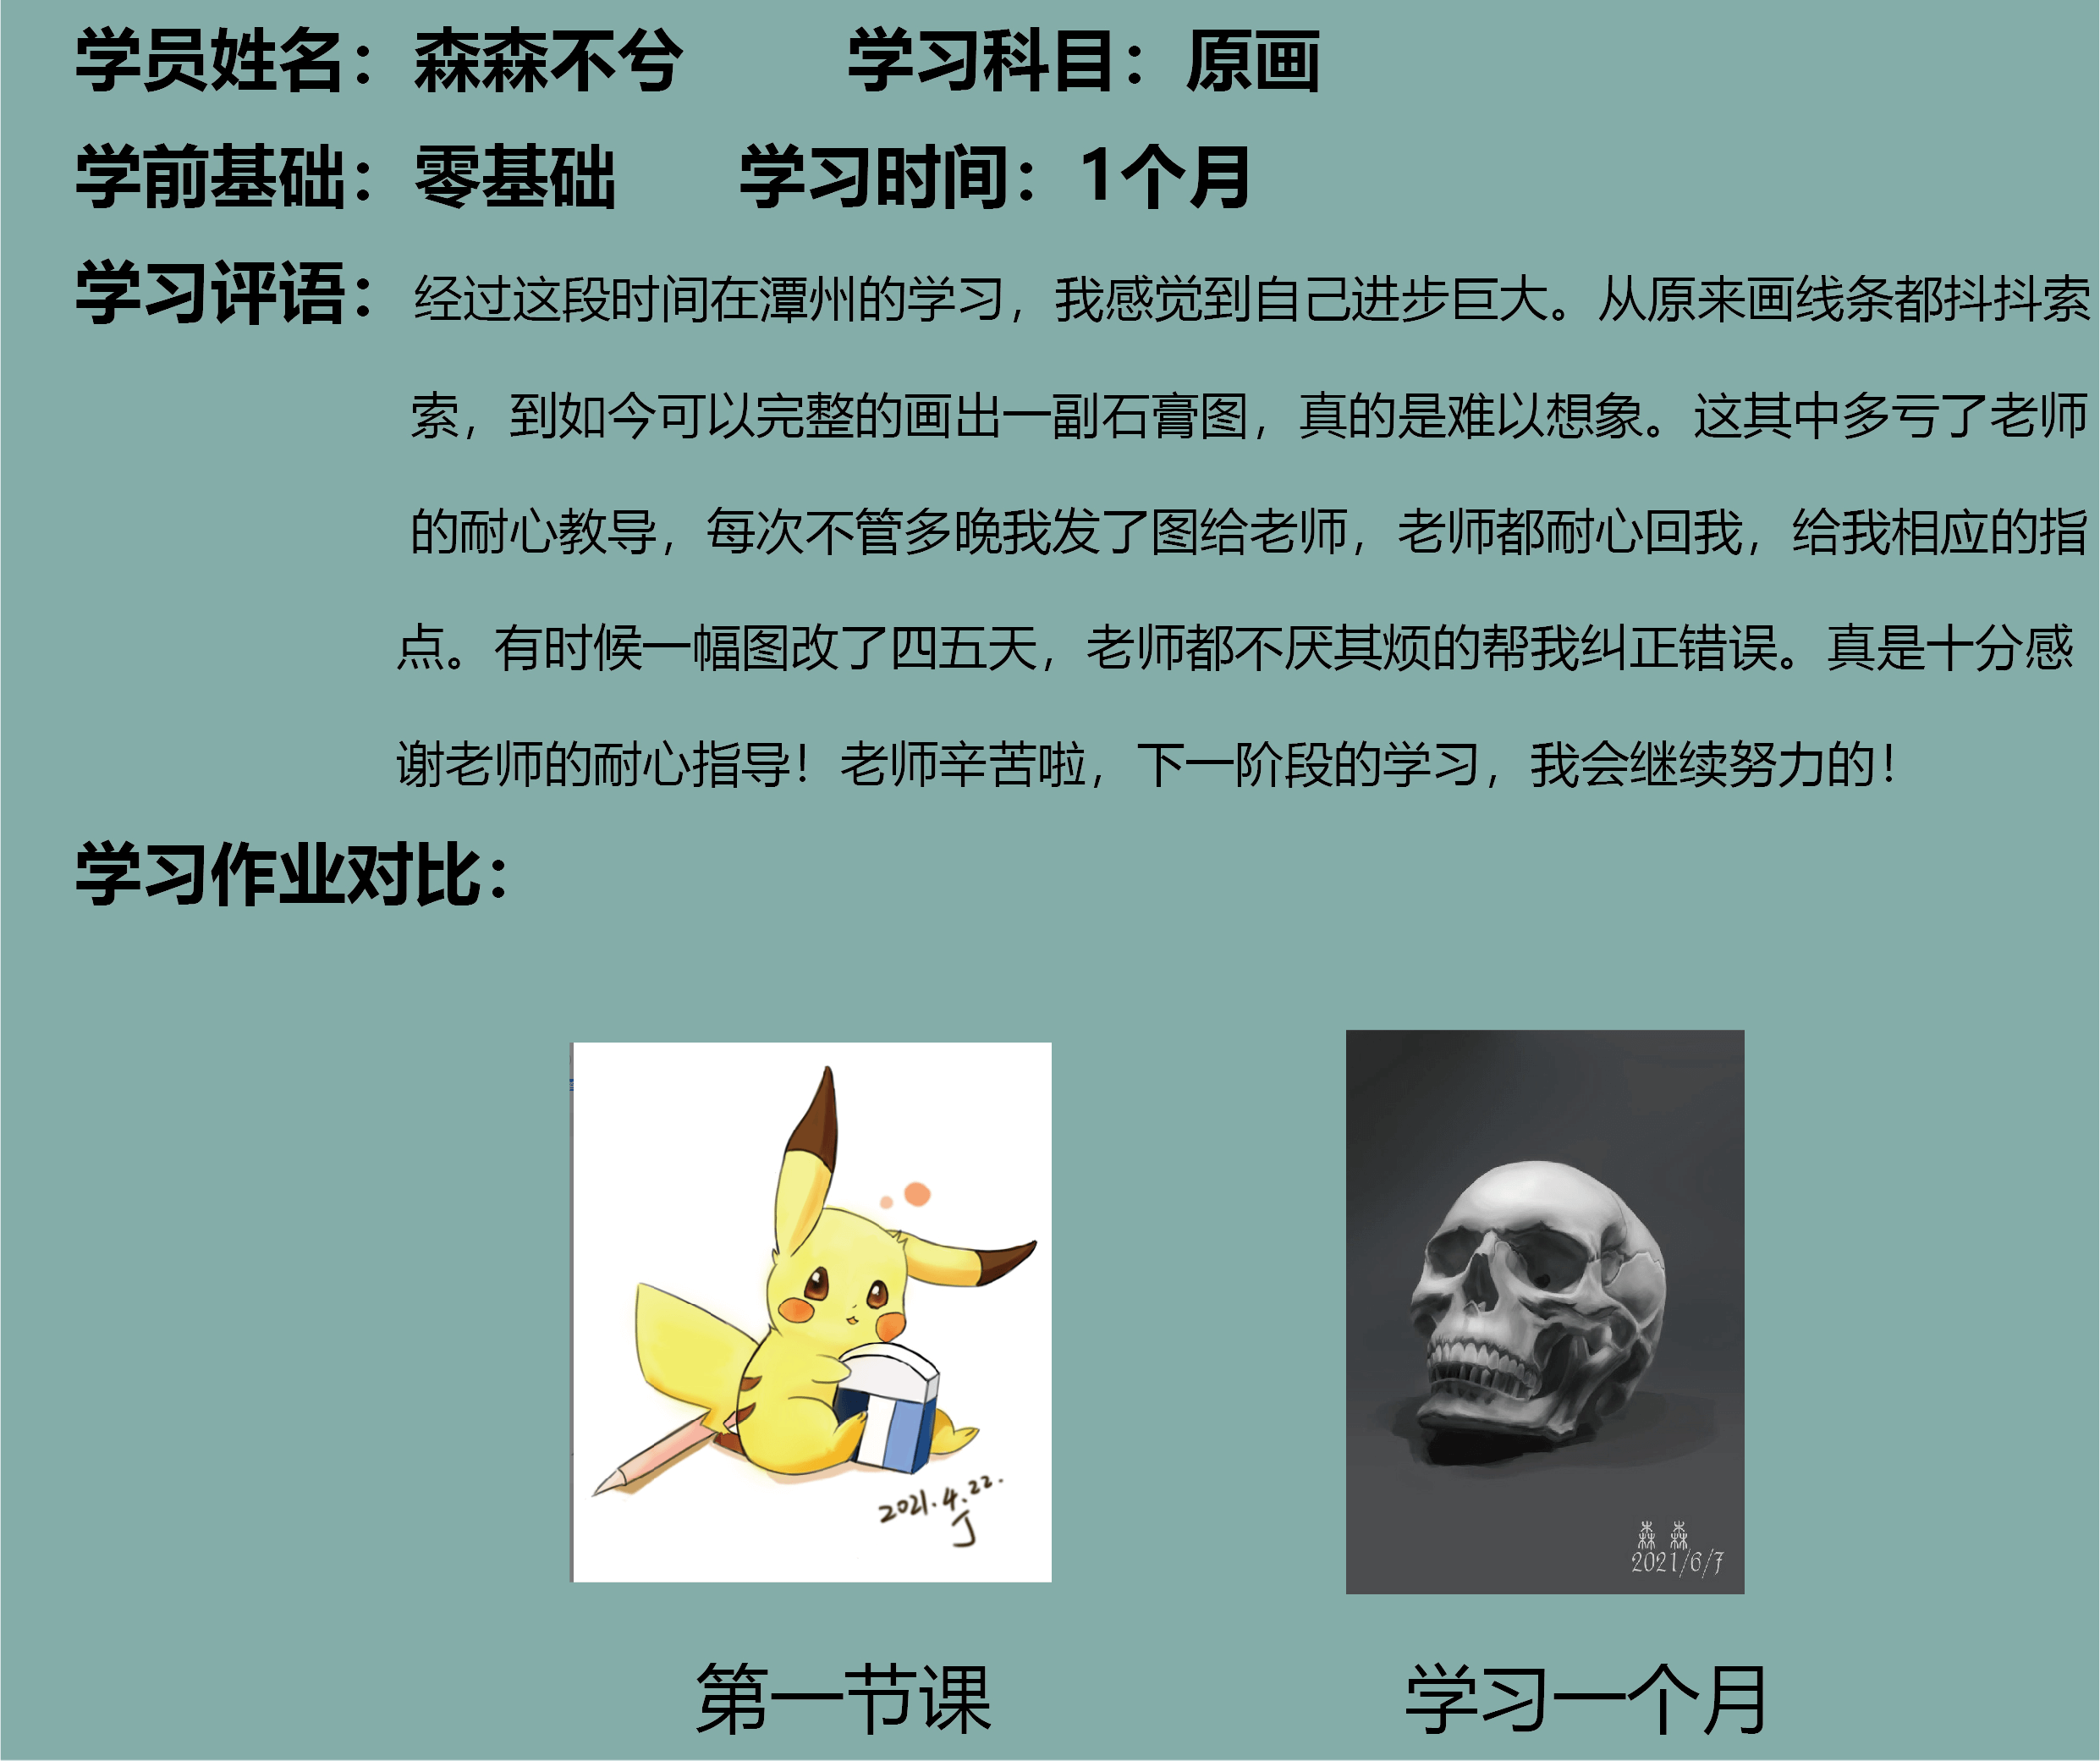 学员姓名：森森不兮 学习科目：原画
学前基础：零基础 学习时间：1个月
学习评语：经过这段时间在潭州的学习，我感觉到自己进步巨大。从原来画线条都抖抖索
索，到如今可以完整的画出一副石膏图，真的是难以想象。这其中多亏了老师
的耐心教导，每次不管多晚我发了图给老师，老师都耐心回我，给我相应的指
点。有时候一幅图改了四五天，老师都不厌其烦的帮我纠正错误。真是十分感
谢老师的耐心指导！老师辛苦啦，下一阶段的学习，我会继续努力的！
学习作业对比：
2021.4.22.
J
森 森
2021/6/7
第一节课
学习一个月